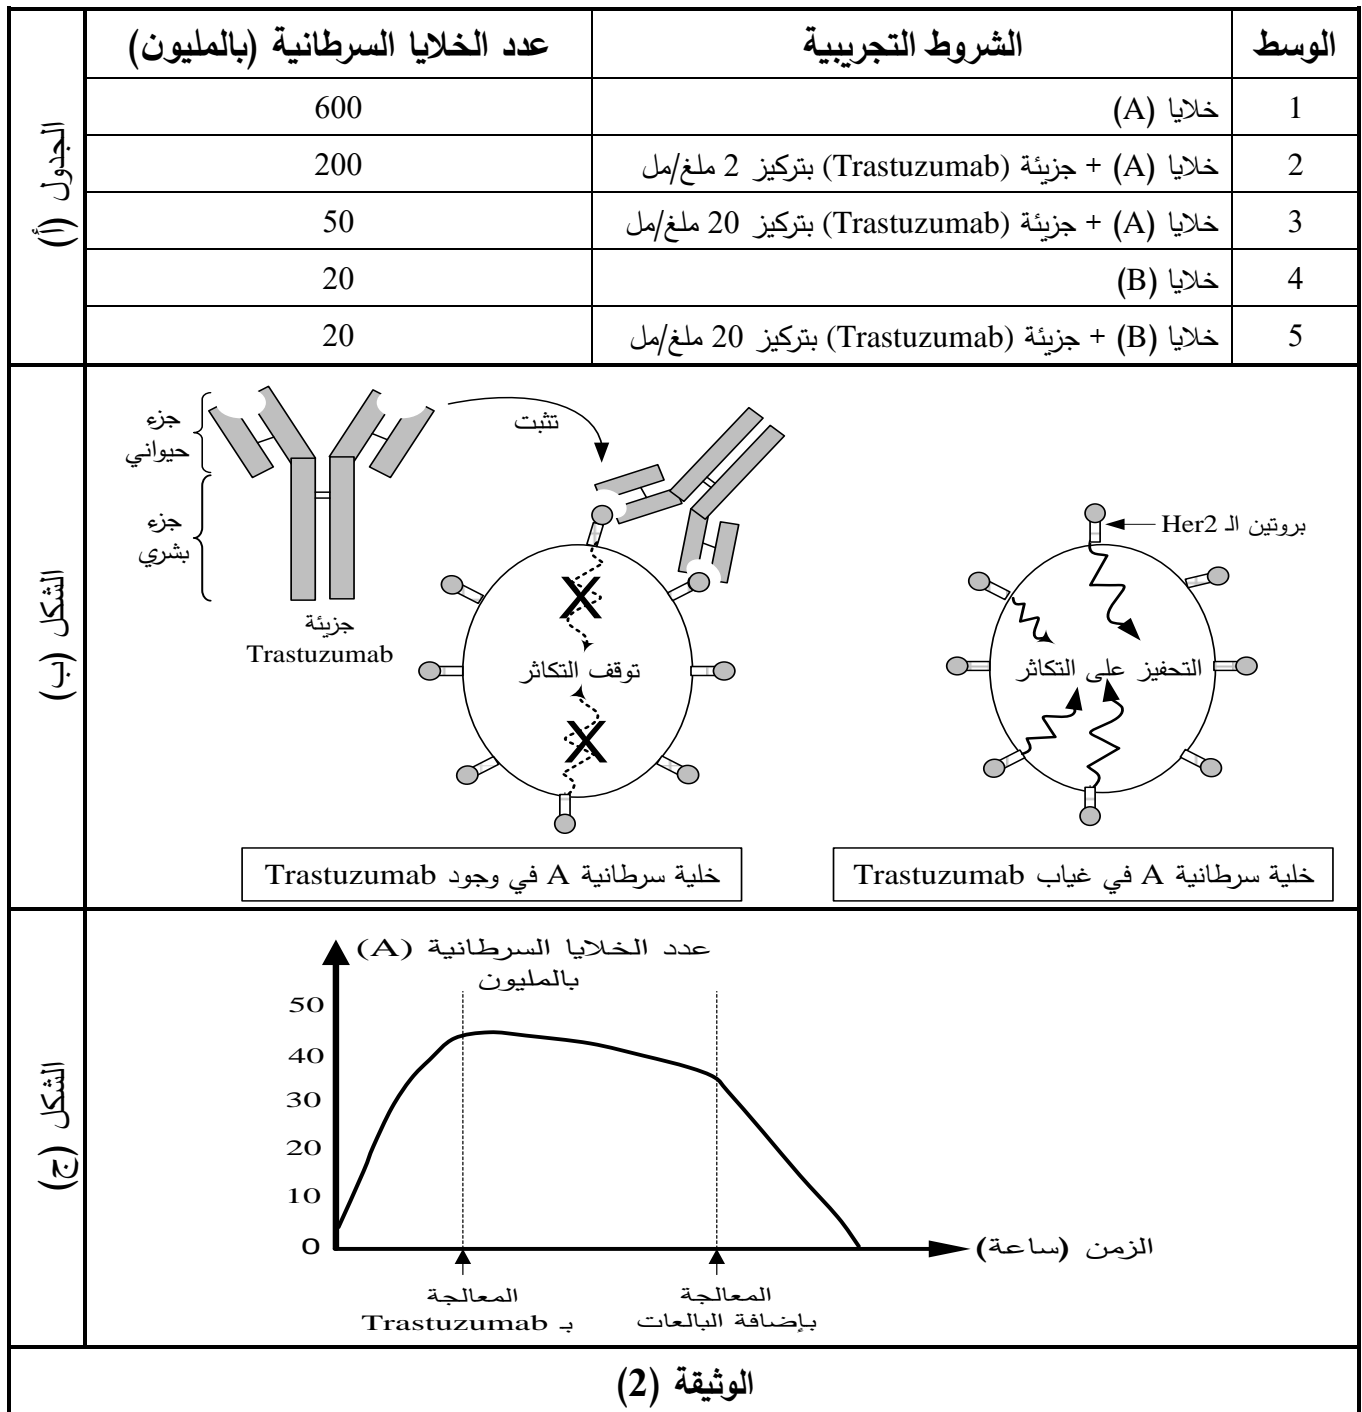 الوسط	الشروط التجريبية	عدد الخلايا السرطانية (بالمليون)
الجدول (أ)
1	خلايا (A)	600
2	خلايا (A) + جزيئة (Trastuzumab) بتركيز 2 ملغ/مل	200
3	خلايا (A) + جزيئة (Trastuzumab) بتركيز 20 ملغ/مل	50
4	خلايا (B)	20
5	خلايا (B) + جزيئة (Trastuzumab) بتركيز 20 ملغ/مل	20
الشكل (ب)
بروتين الـ Her2
التحفيز على التكاثر
خلية سرطانية A في غياب Trastuzumab
تثبت
توقف التكاثر
X
X
خلية سرطانية A في وجود Trastuzumab
جزء
حيواني
جزء
بشري
جزيئة
Trastuzumab
الشكل (ج)
عدد الخلايا السرطانية (A)
بالمليون
50
40
30
20
10
0
الزمن (ساعة)
المعالجة
بـ Trastuzumab
المعالجة
بإضافة البالعات
الوثيقة (2)